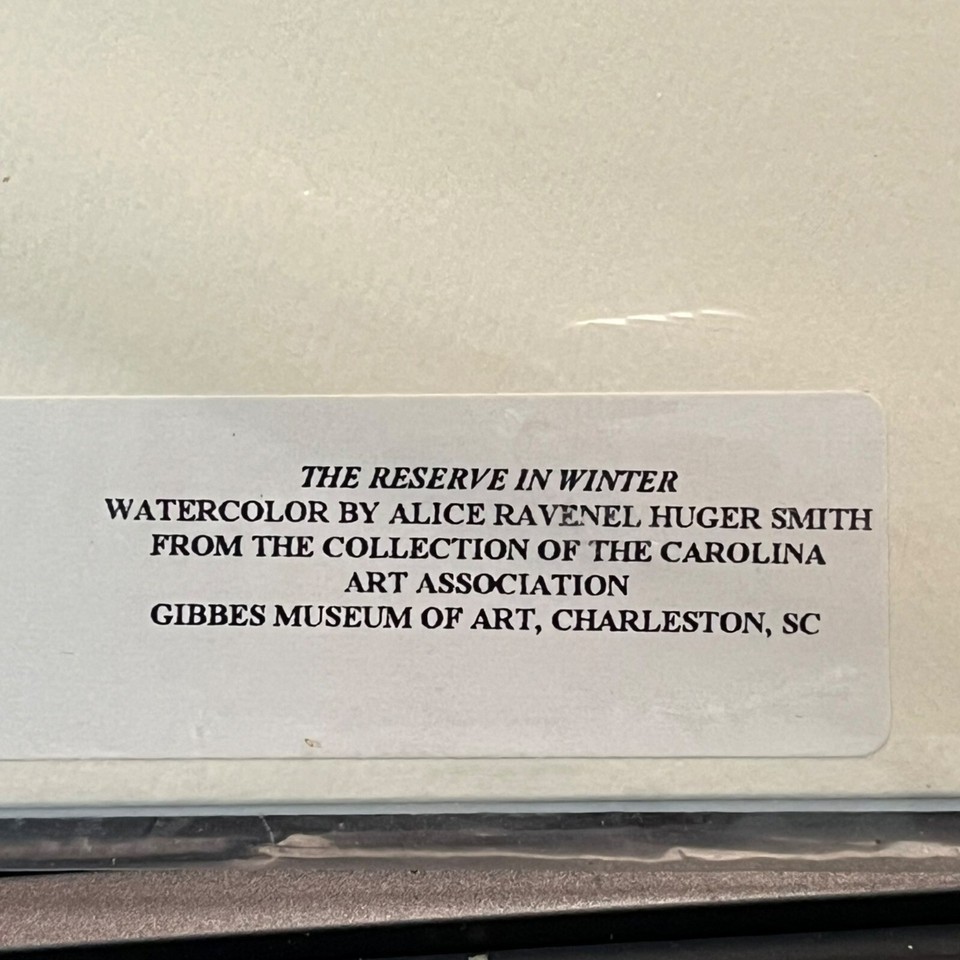 THE RESERVE IN WINTER
WATERCOLOR BY ALICE RAVENEL HUGER SMITH
FROM THE COLLECTION OF THE CAROLINA
ART ASSOCIATION
GIBBES MUSEUM OF ART, CHARLESTON, SC